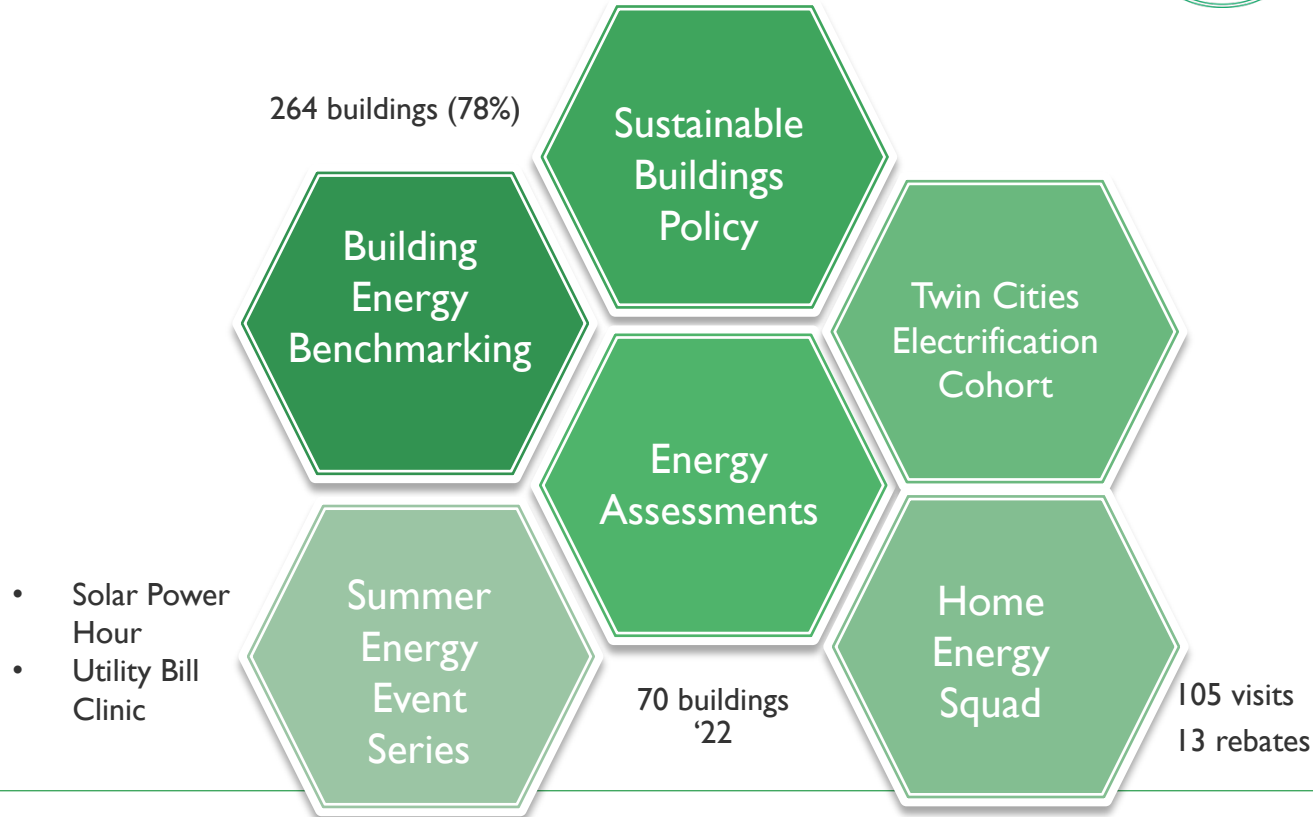 264 buildings (78%)
Sustainable
Buildings
Policy
Building
Energy
Benchmarking
Twin Cities
Electrification
Cohort
Energy
Assessments
• Solar Power
Hour
• Utility Bill
Clinic
Summer
Energy
Event
Series
70 buildings
‘22
Home
Energy
Squad
105 visits
13 rebates